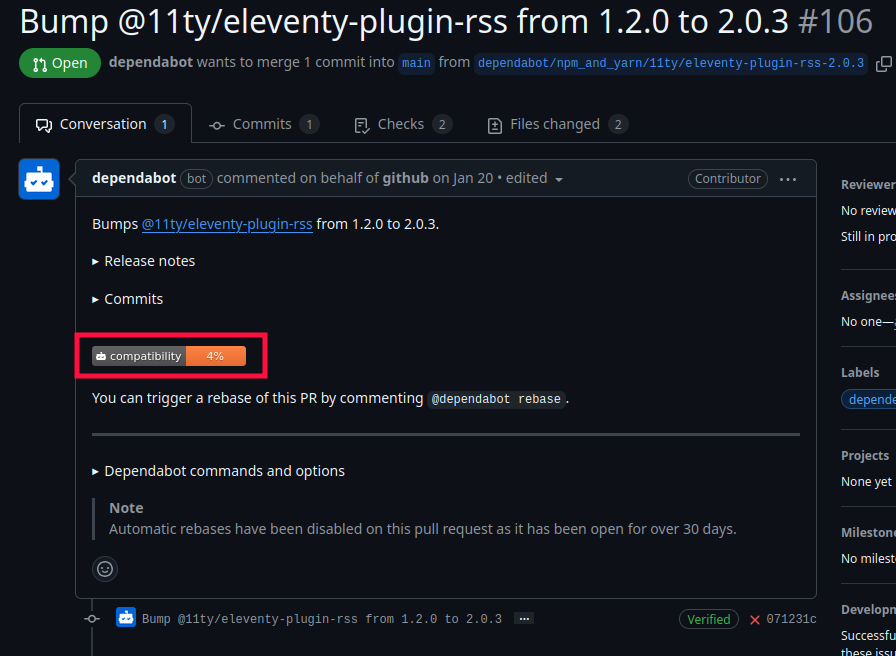 Bump @11ty/eleventy-plugin-rss from 1.2.0 to 2.0.3 #106
Open dependabot wants to merge 1 commit into main from dependabot/npm_and_yarn/11ty/eleventy-plugin-rss-2.0.3
Conversation 1 Commits 1 Checks 2 Files changed 2
dependabot bot commented on behalf of github on Jan 20 • edited Contributor
Bumps @11ty/eleventy-plugin-rss from 1.2.0 to 2.0.3.
Release notes
Commits
compatibility 4%
You can trigger a rebase of this PR by commenting @dependabot rebase.
Dependabot commands and options
Note
Automatic rebases have been disabled on this pull request as it has been open for over 30 days.
Bump @11ty/eleventy-plugin-rss from 1.2.0 to 2.0.3 ... Verified 071231c
Reviewer
No review
Still in pro
Assignees
No one—
Labels
depende
Projects
None yet
Milestone
No milest
Developm
Successfu
these issu